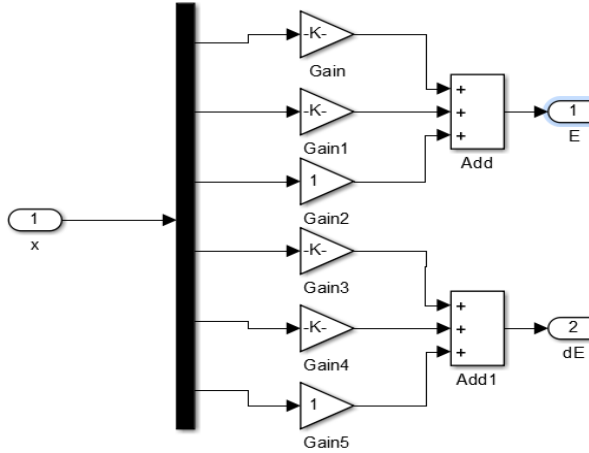 -K-
Gain
-K-
Gain1
1
Gain2
1
x
-K-
Gain3
-K-
Gain4
1
Gain5
+
+
+
Add
1
E
+
+
+
Add1
2
dE